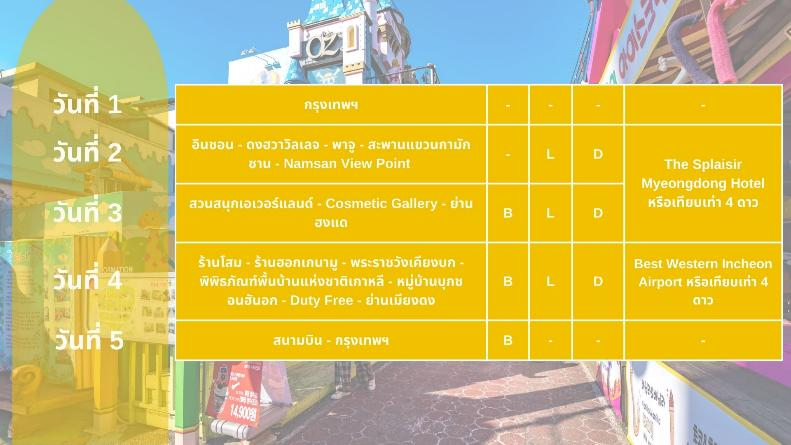 OZ
아이스크
วันที่ 1
กรุงเทพฯ
-
-
-
-
วันที่ 2
อินชอน - ดงฮวาวิลเลจ - พาจู - สะพานแขวนกามัก
ซาน - Namsan View Point
-
L
D
The Splaisir
Myeongdong Hotel
หรือเทียบเท่า 4 ดาว
วันที่ 3
สวนสนุกเอเวอร์แลนด์ - Cosmetic Gallery - ย่าน
ฮงแด
B
L
D
วันที่ 4
ร้านโสม - ร้านฮอกเกนามู - พระราชวังเคียงบก -
พิพิธภัณฑ์พื้นบ้านแห่งชาติเกาหลี - หมู่บ้านบุกช
อนฮันอก - Duty Free - ย่านเมียงดง
B
L
D
Best Western Incheon
Airport หรือเทียบเท่า 4
ดาว
วันที่ 5
สนามบิน - กรุงเทพฯ
B
-
-
-
14,900원